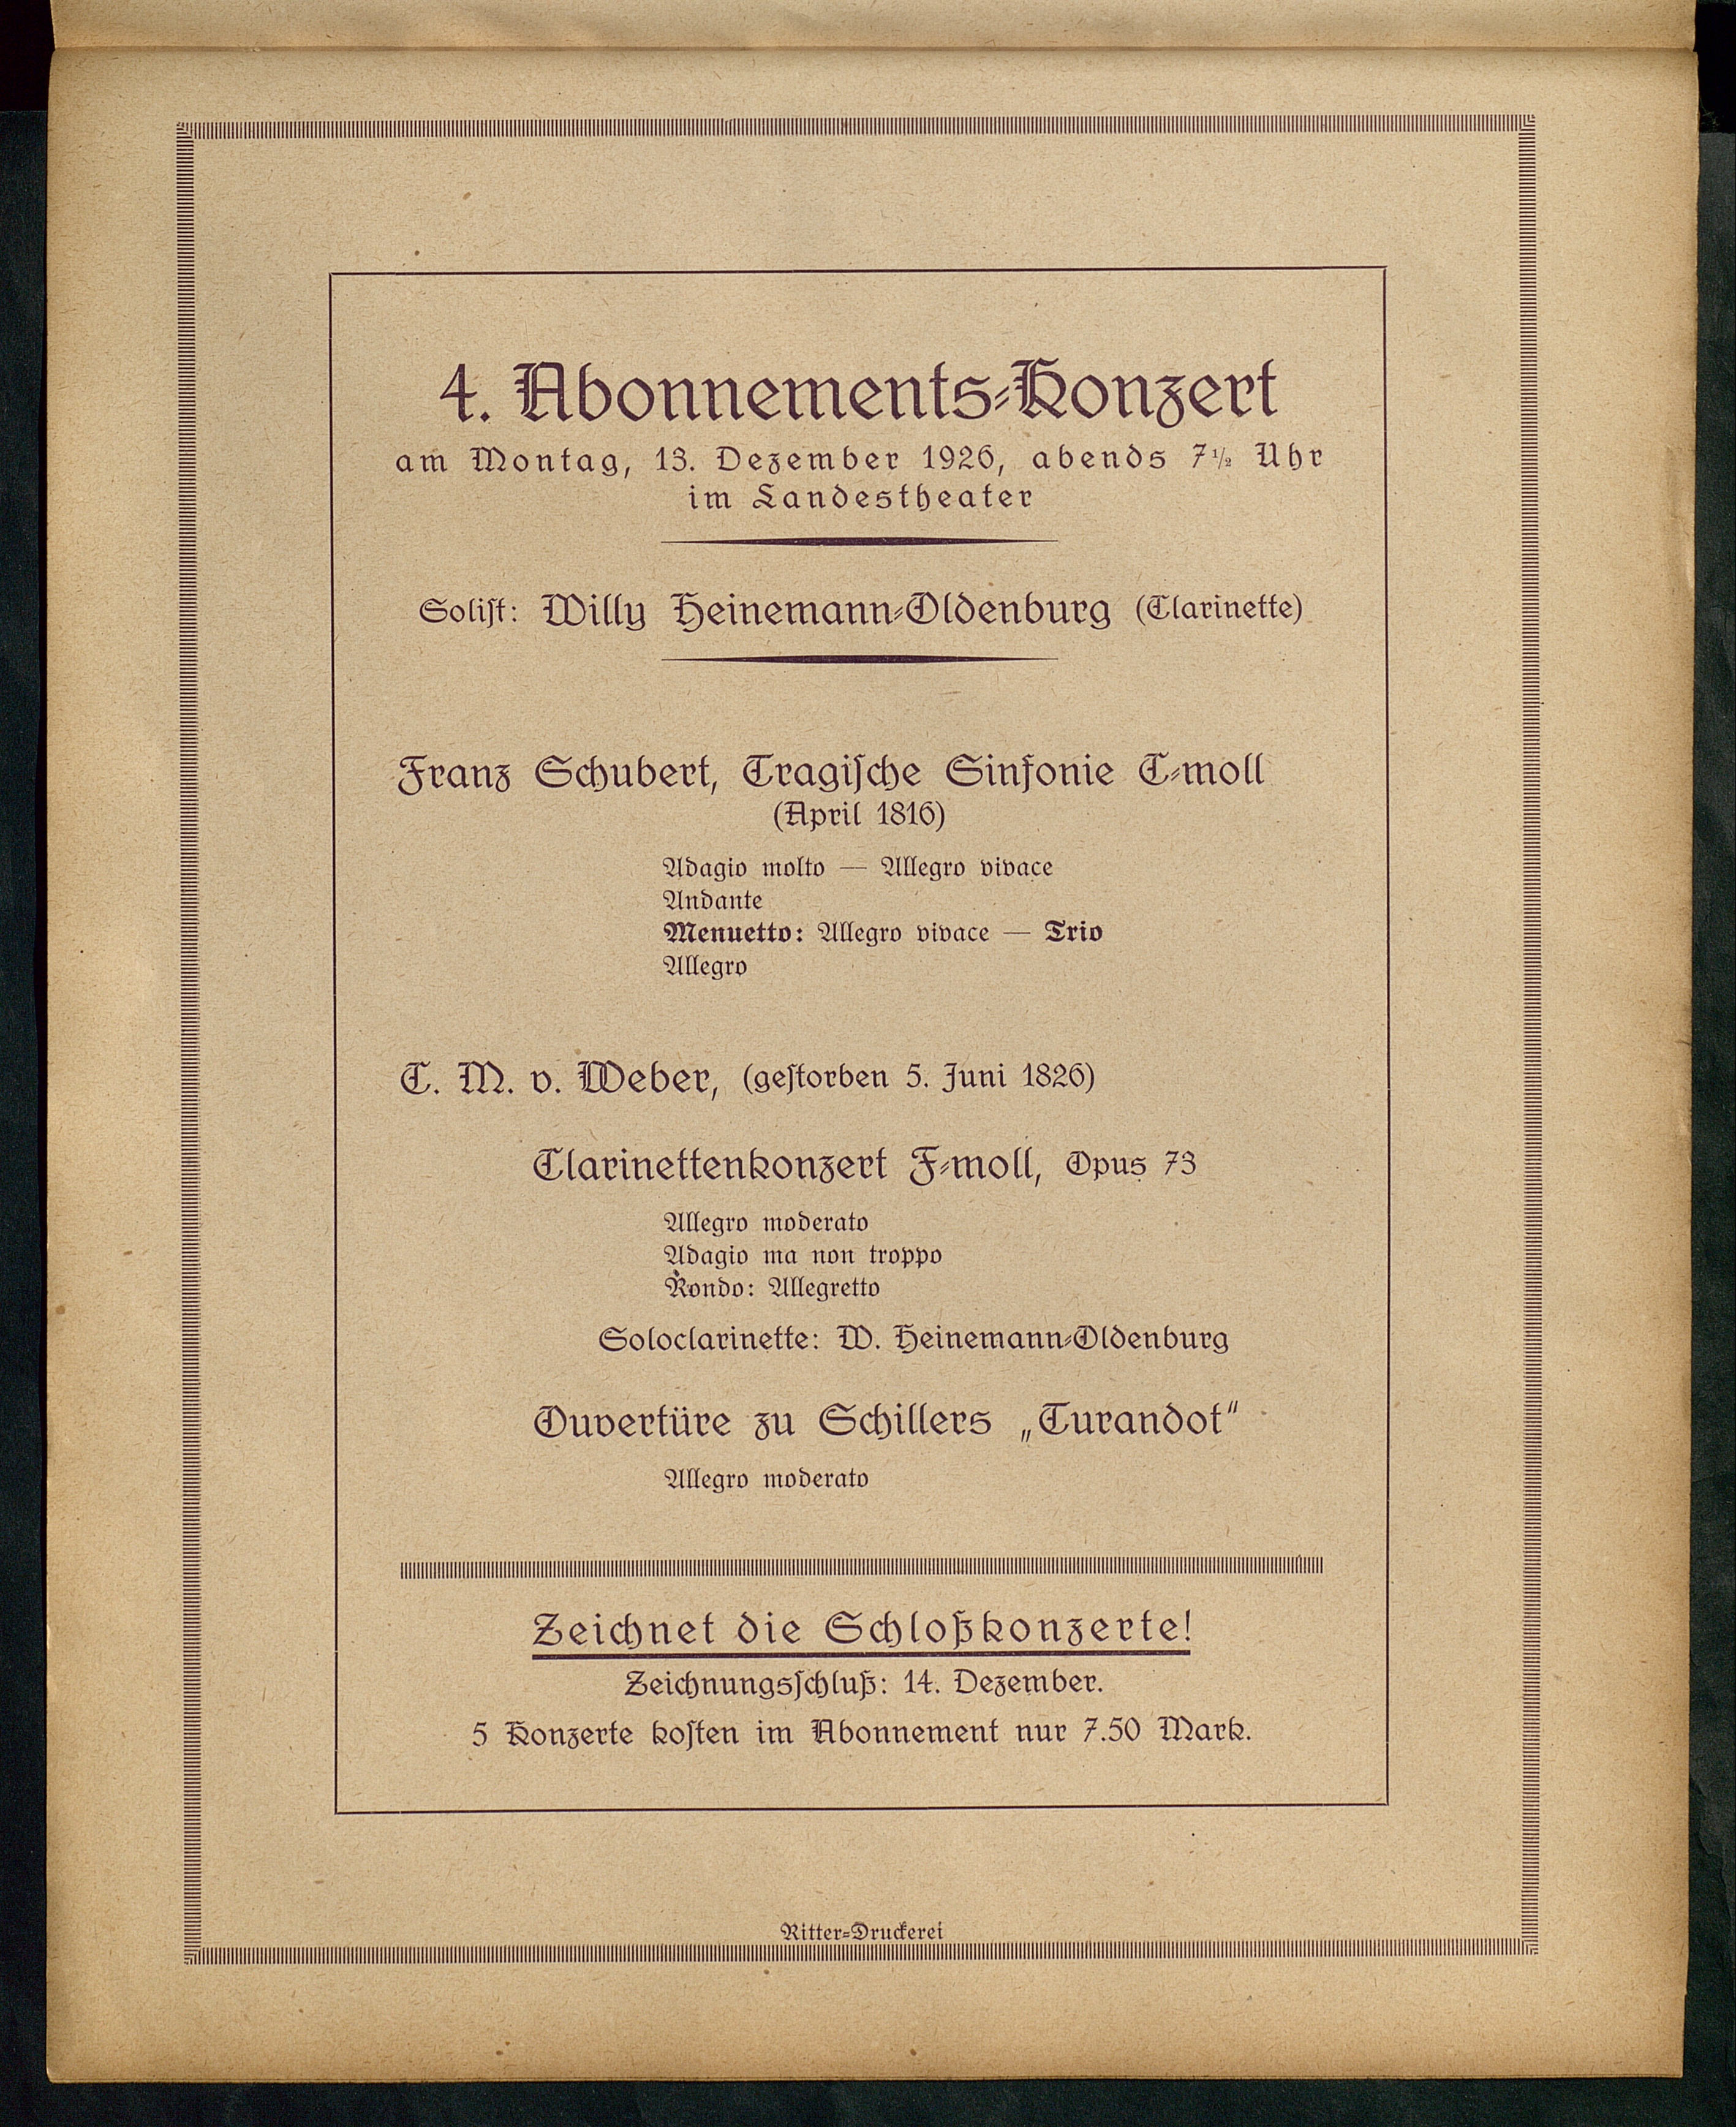 4. Abonnements-Konzert
am Montag, 13. Dezember 1926, abends 7½ Uhr
im Landestheater
Solist: Willy Heinemann-Oldenburg (Clarinette)
Franz Schubert, Tragische Sinfonie C-moll
(April 1816)
Adagio molto — Allegro vivace
Andante
Menuetto: Allegro vivace — Trio
Allegro
C. M. v. Weber, (gestorben 5. Juni 1826)
Clarinettenkonzert F-moll, Opus 73
Allegro moderato
Adagio ma non troppo
Rondo: Allegretto
Soloclarinette: W. Heinemann-Oldenburg
Ouvertüre zu Schillers „Turandot“
Allegro moderato
Zeichnet die Schloßkonzerte!
Zeichnungsschluß: 14. Dezember.
5 Konzerte kosten im Abonnement nur 7.50 Mark.
Ritter-Druckerei